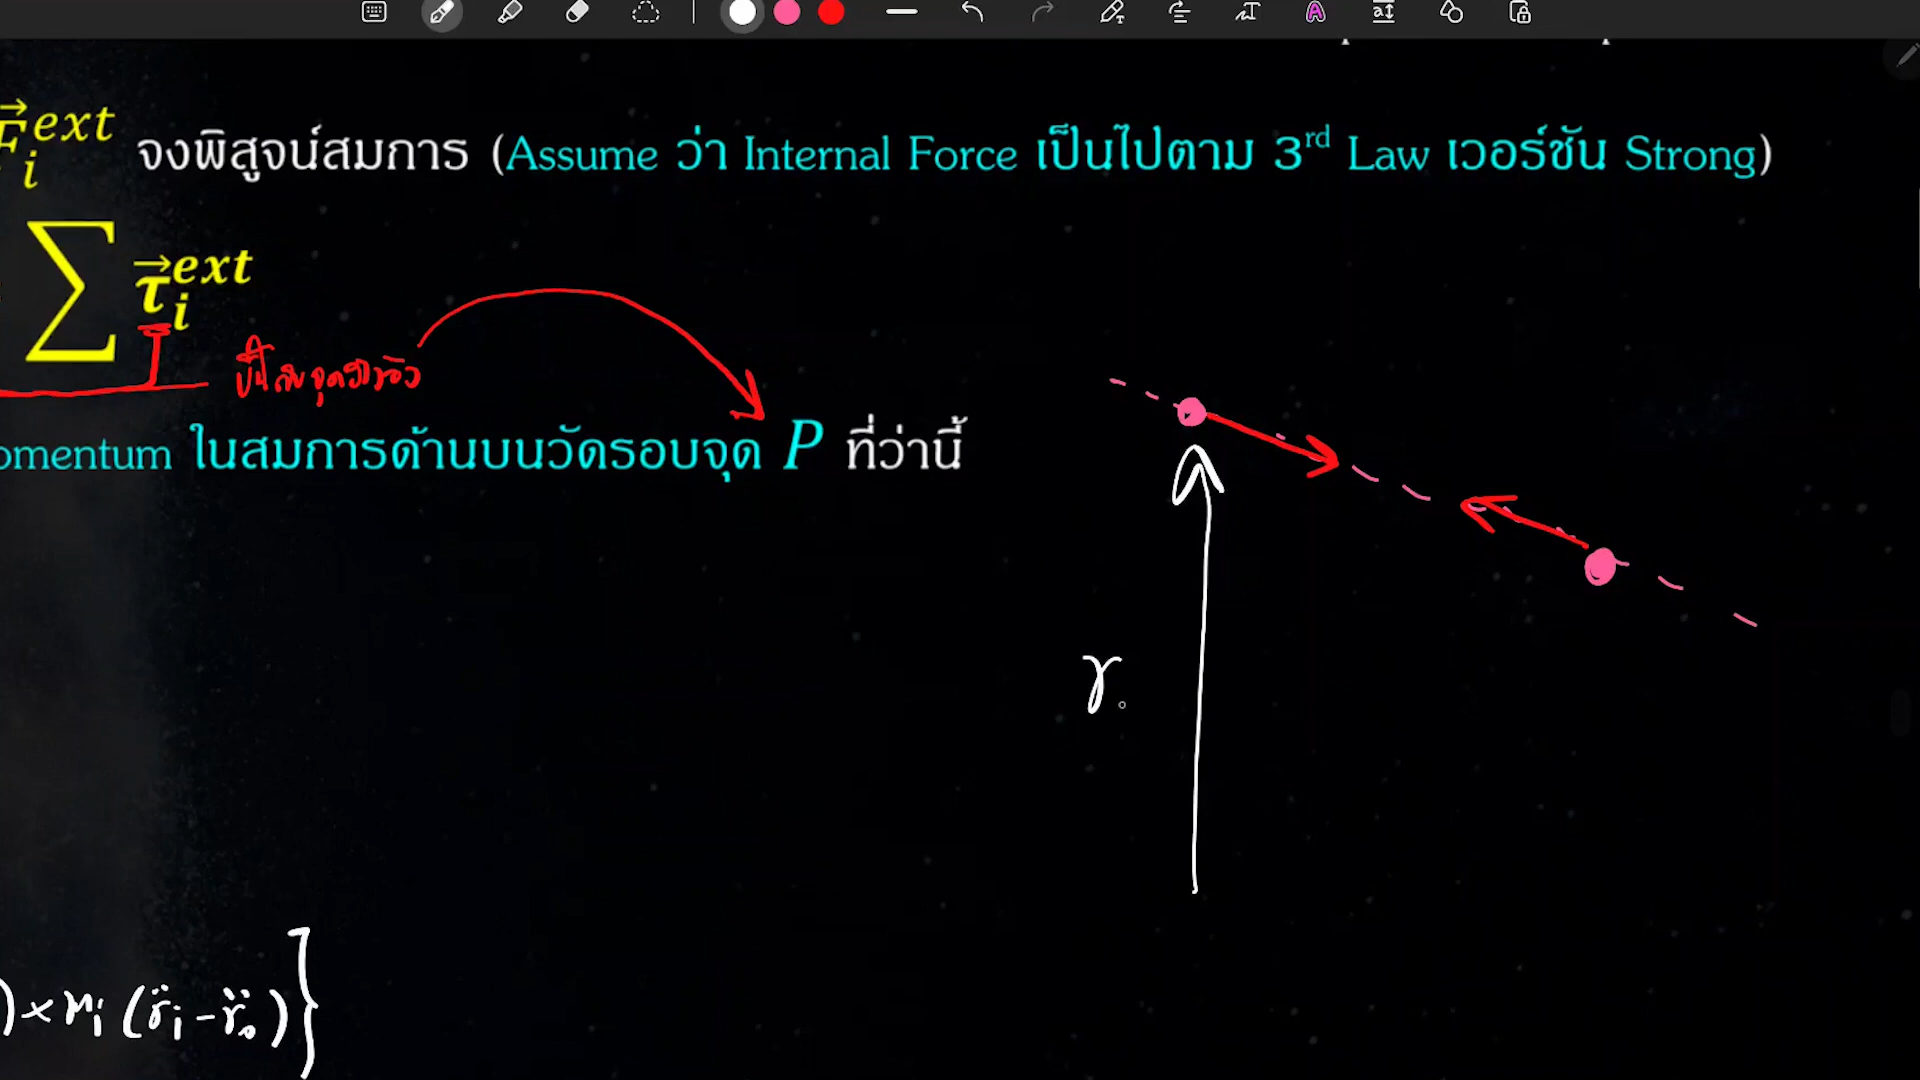 F⃗ᵢᵉˣᵗ จงพิสูจน์สมการ (Assume ว่า Internal Force เป็นไปตาม 3rd Law เวอร์ชัน Strong)
∑ τ⃗ᵢᵉˣᵗ
omentum ในสมการด้านบนวัดรอบจุด P ที่ว่านี้
r
) × mᵢ (r̈ᵢ - r̈₀) }